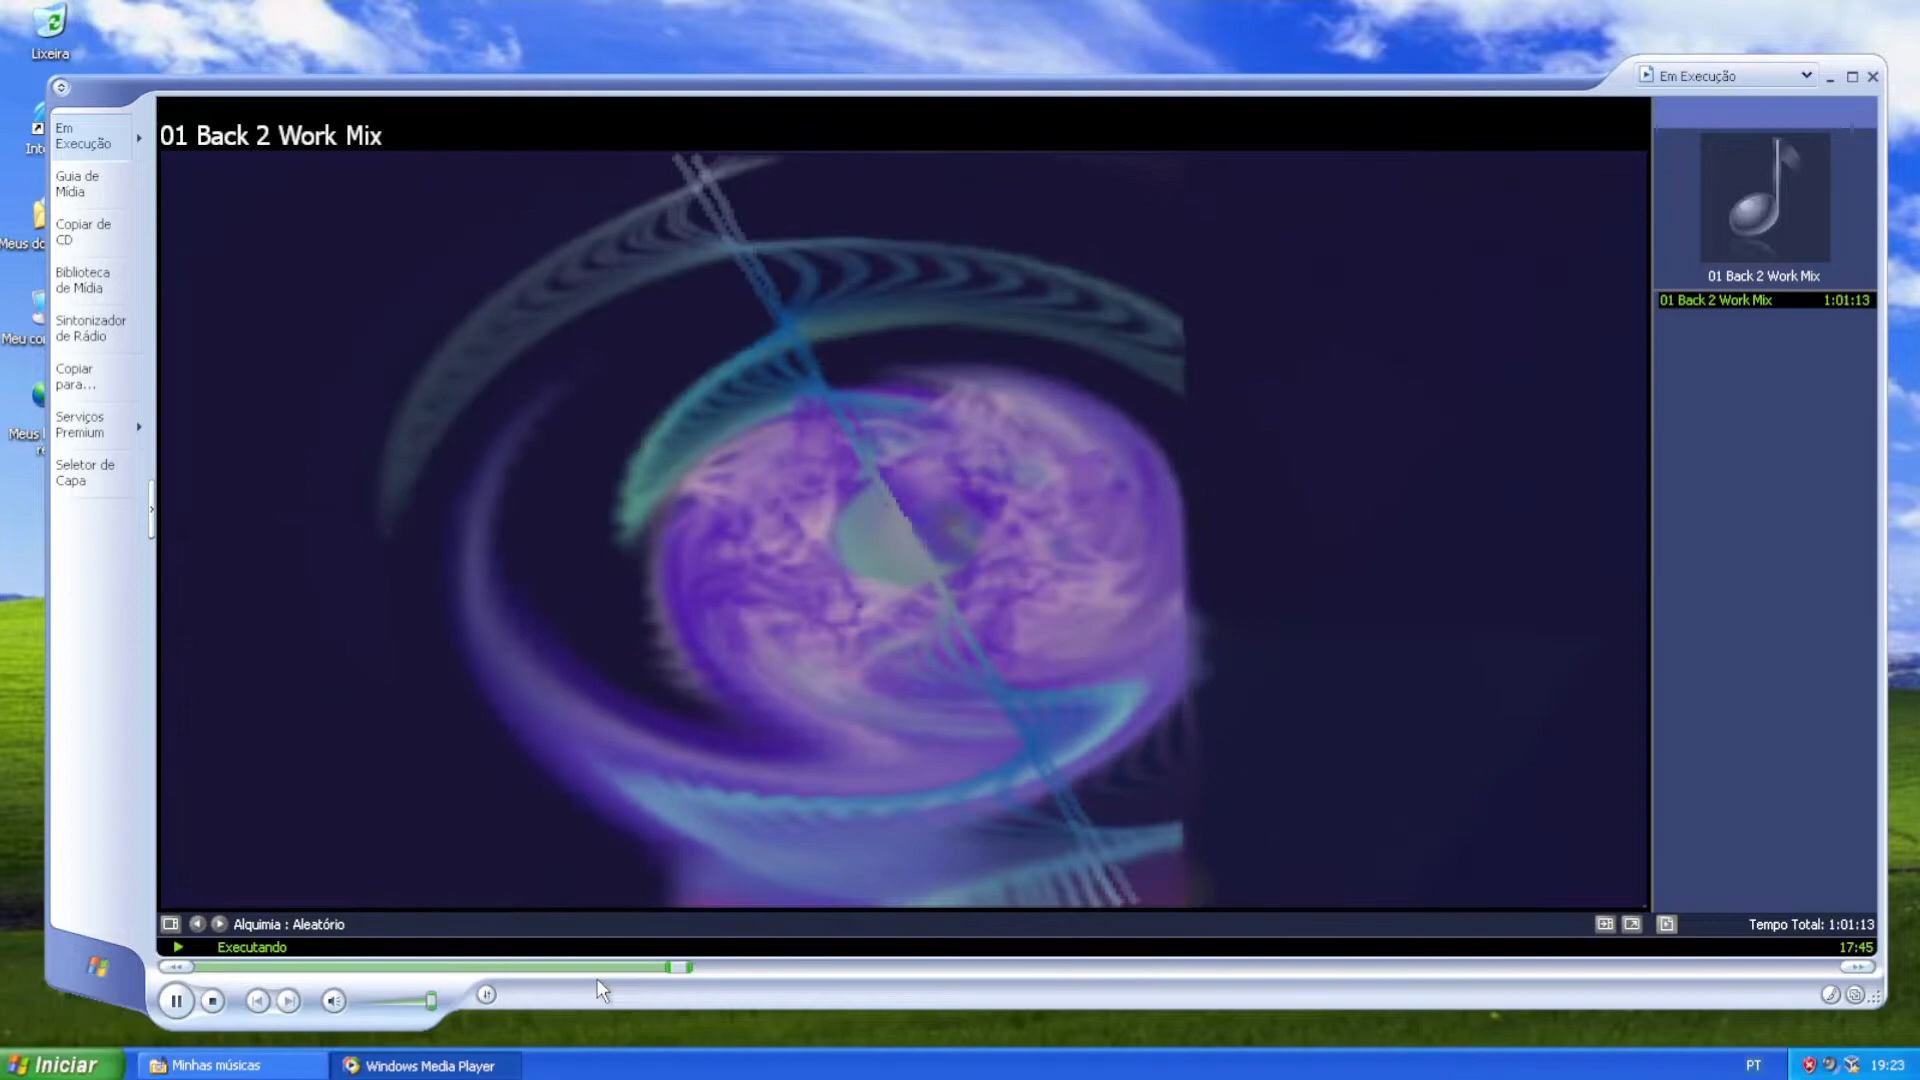 Lixeira
Em Execução
Em
Execução
Guia de
Mídia
Copiar de
CD
Biblioteca
de Mídia
Sintonizador
de Rádio
Copiar
para...
Serviços
Premium
Seletor de
Capa
Meus
Meu
Meus
01 Back 2 Work Mix
01 Back 2 Work Mix
01 Back 2 Work Mix 1:01:13
Alquimia : Aleatório
Tempo Total: 1:01:13
Executando
17:45
Iniciar
Minhas músicas
Windows Media Player
PT
19:23